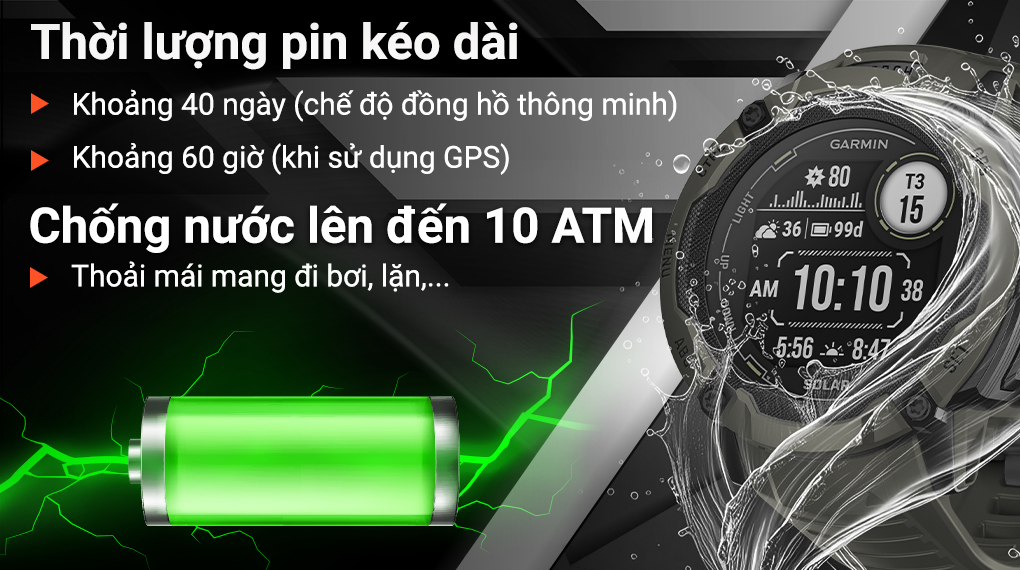 Thời lượng pin kéo dài
Khoảng 40 ngày (chế độ đồng hồ thông minh)
Khoảng 60 giờ (khi sử dụng GPS)
Chống nước lên đến 10 ATM
Thoải mái mang đi bơi, lặn,...
GARMIN
80
T3
15
LIGHT
36 99d
MENU
UP
AM 10:10 38
5:56 8:47
SOLAR